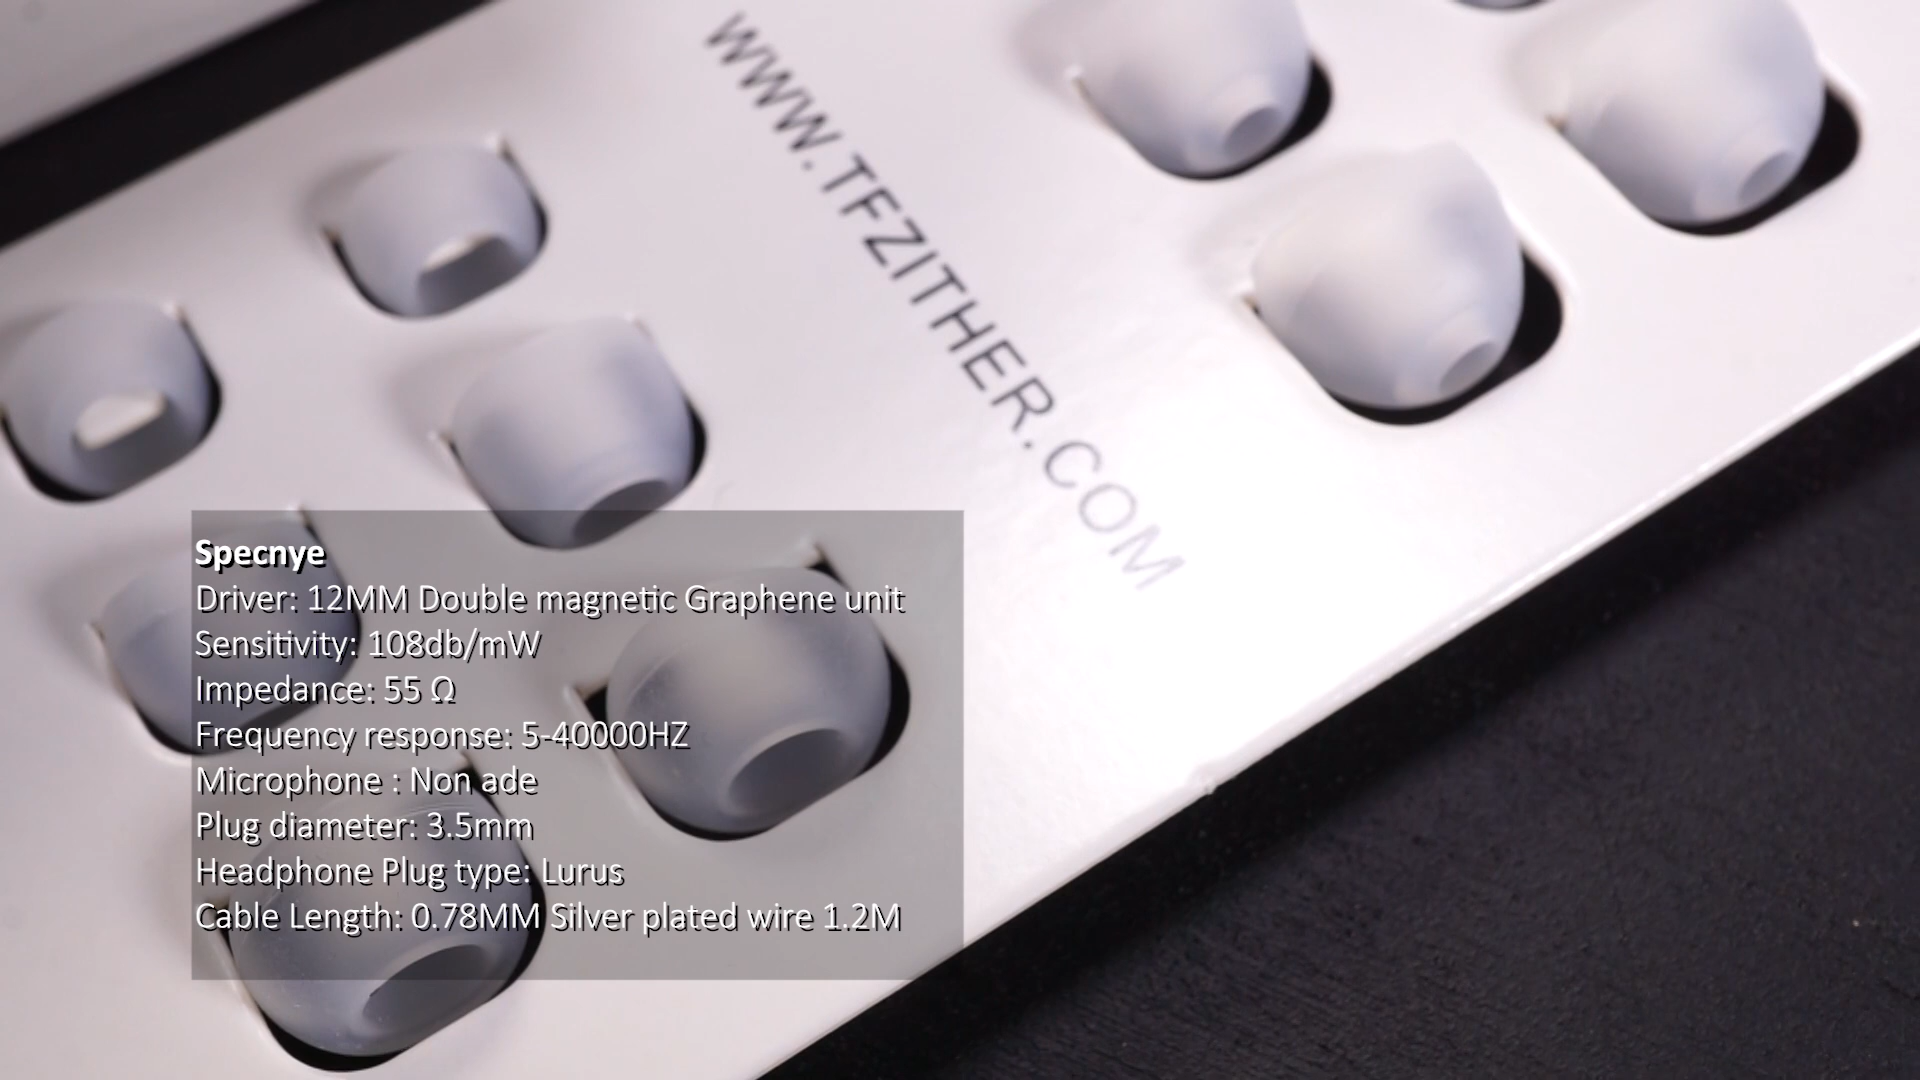 WWW.TFZITHER.COM
Specnye
Driver: 12MM Double magnetic Graphene unit
Sensitivity: 108db/mW
Impedance: 55 Ω
Frequency response: 5-40000HZ
Microphone : Non ade
Plug diameter: 3.5mm
Headphone Plug type: Lurus
Cable Length: 0.78MM Silver plated wire 1.2M